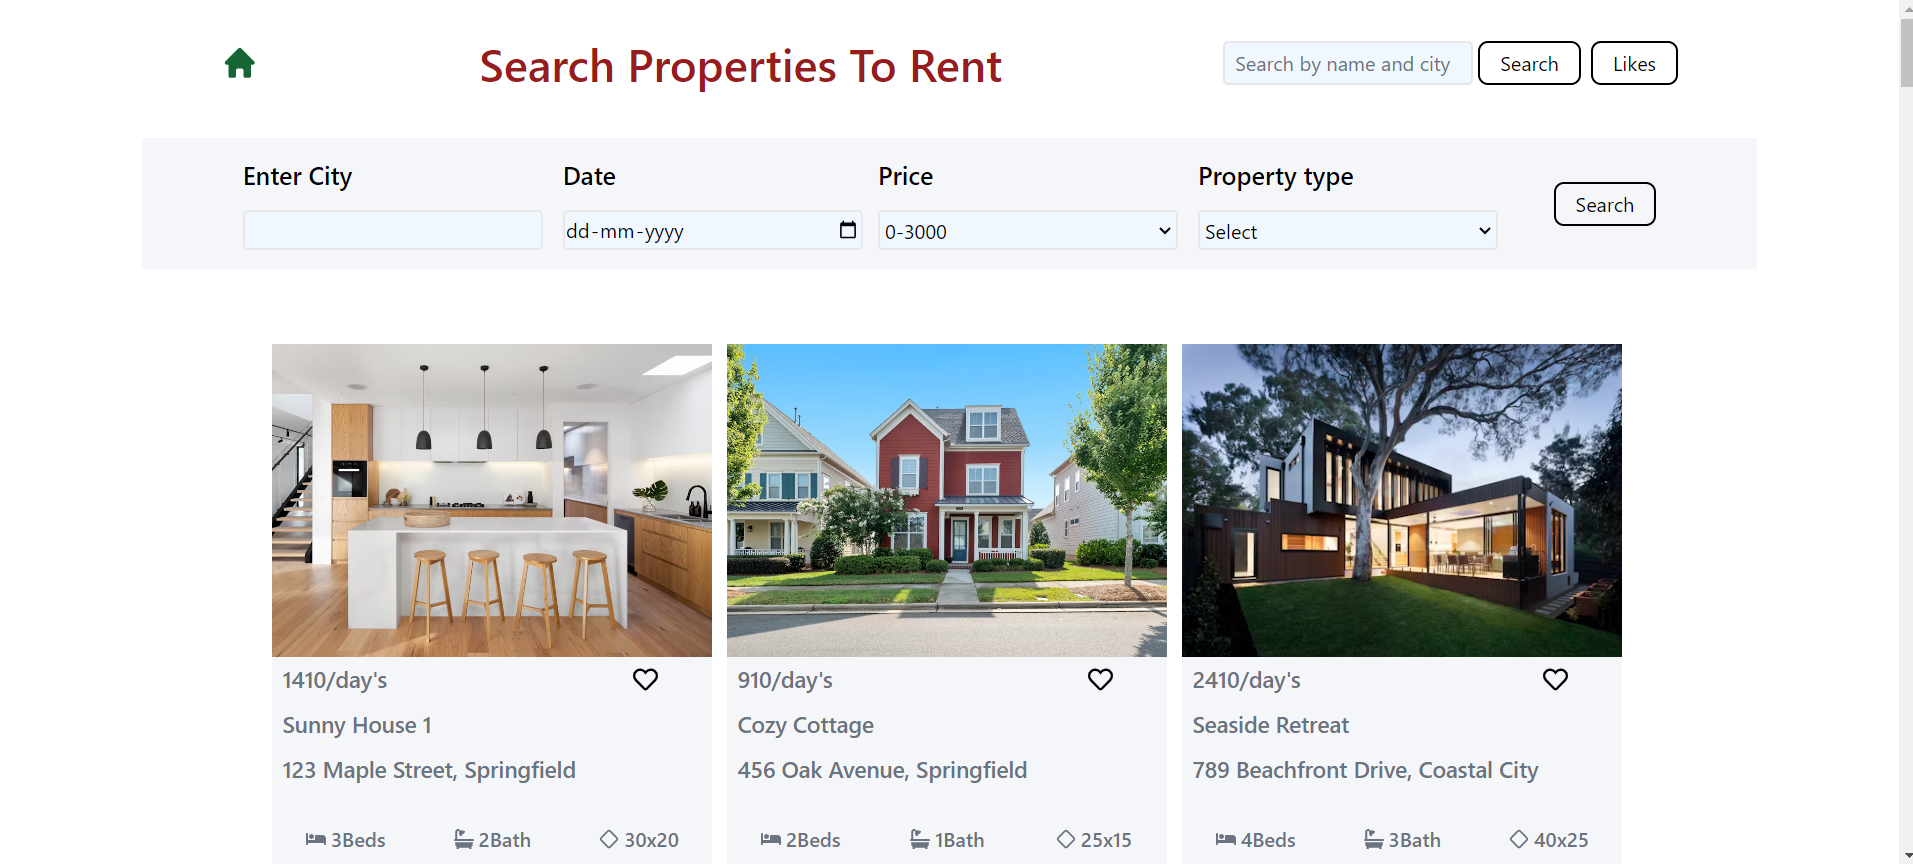 Search Properties To Rent
Search by name and city
Search
Likes
Enter City
Date
Price
Property type
dd-mm-yyyy
0-3000
Select
Search
1410/day's
Sunny House 1
123 Maple Street, Springfield
3Beds
2Bath
30x20
910/day's
Cozy Cottage
456 Oak Avenue, Springfield
2Beds
1Bath
25x15
2410/day's
Seaside Retreat
789 Beachfront Drive, Coastal City
4Beds
3Bath
40x25